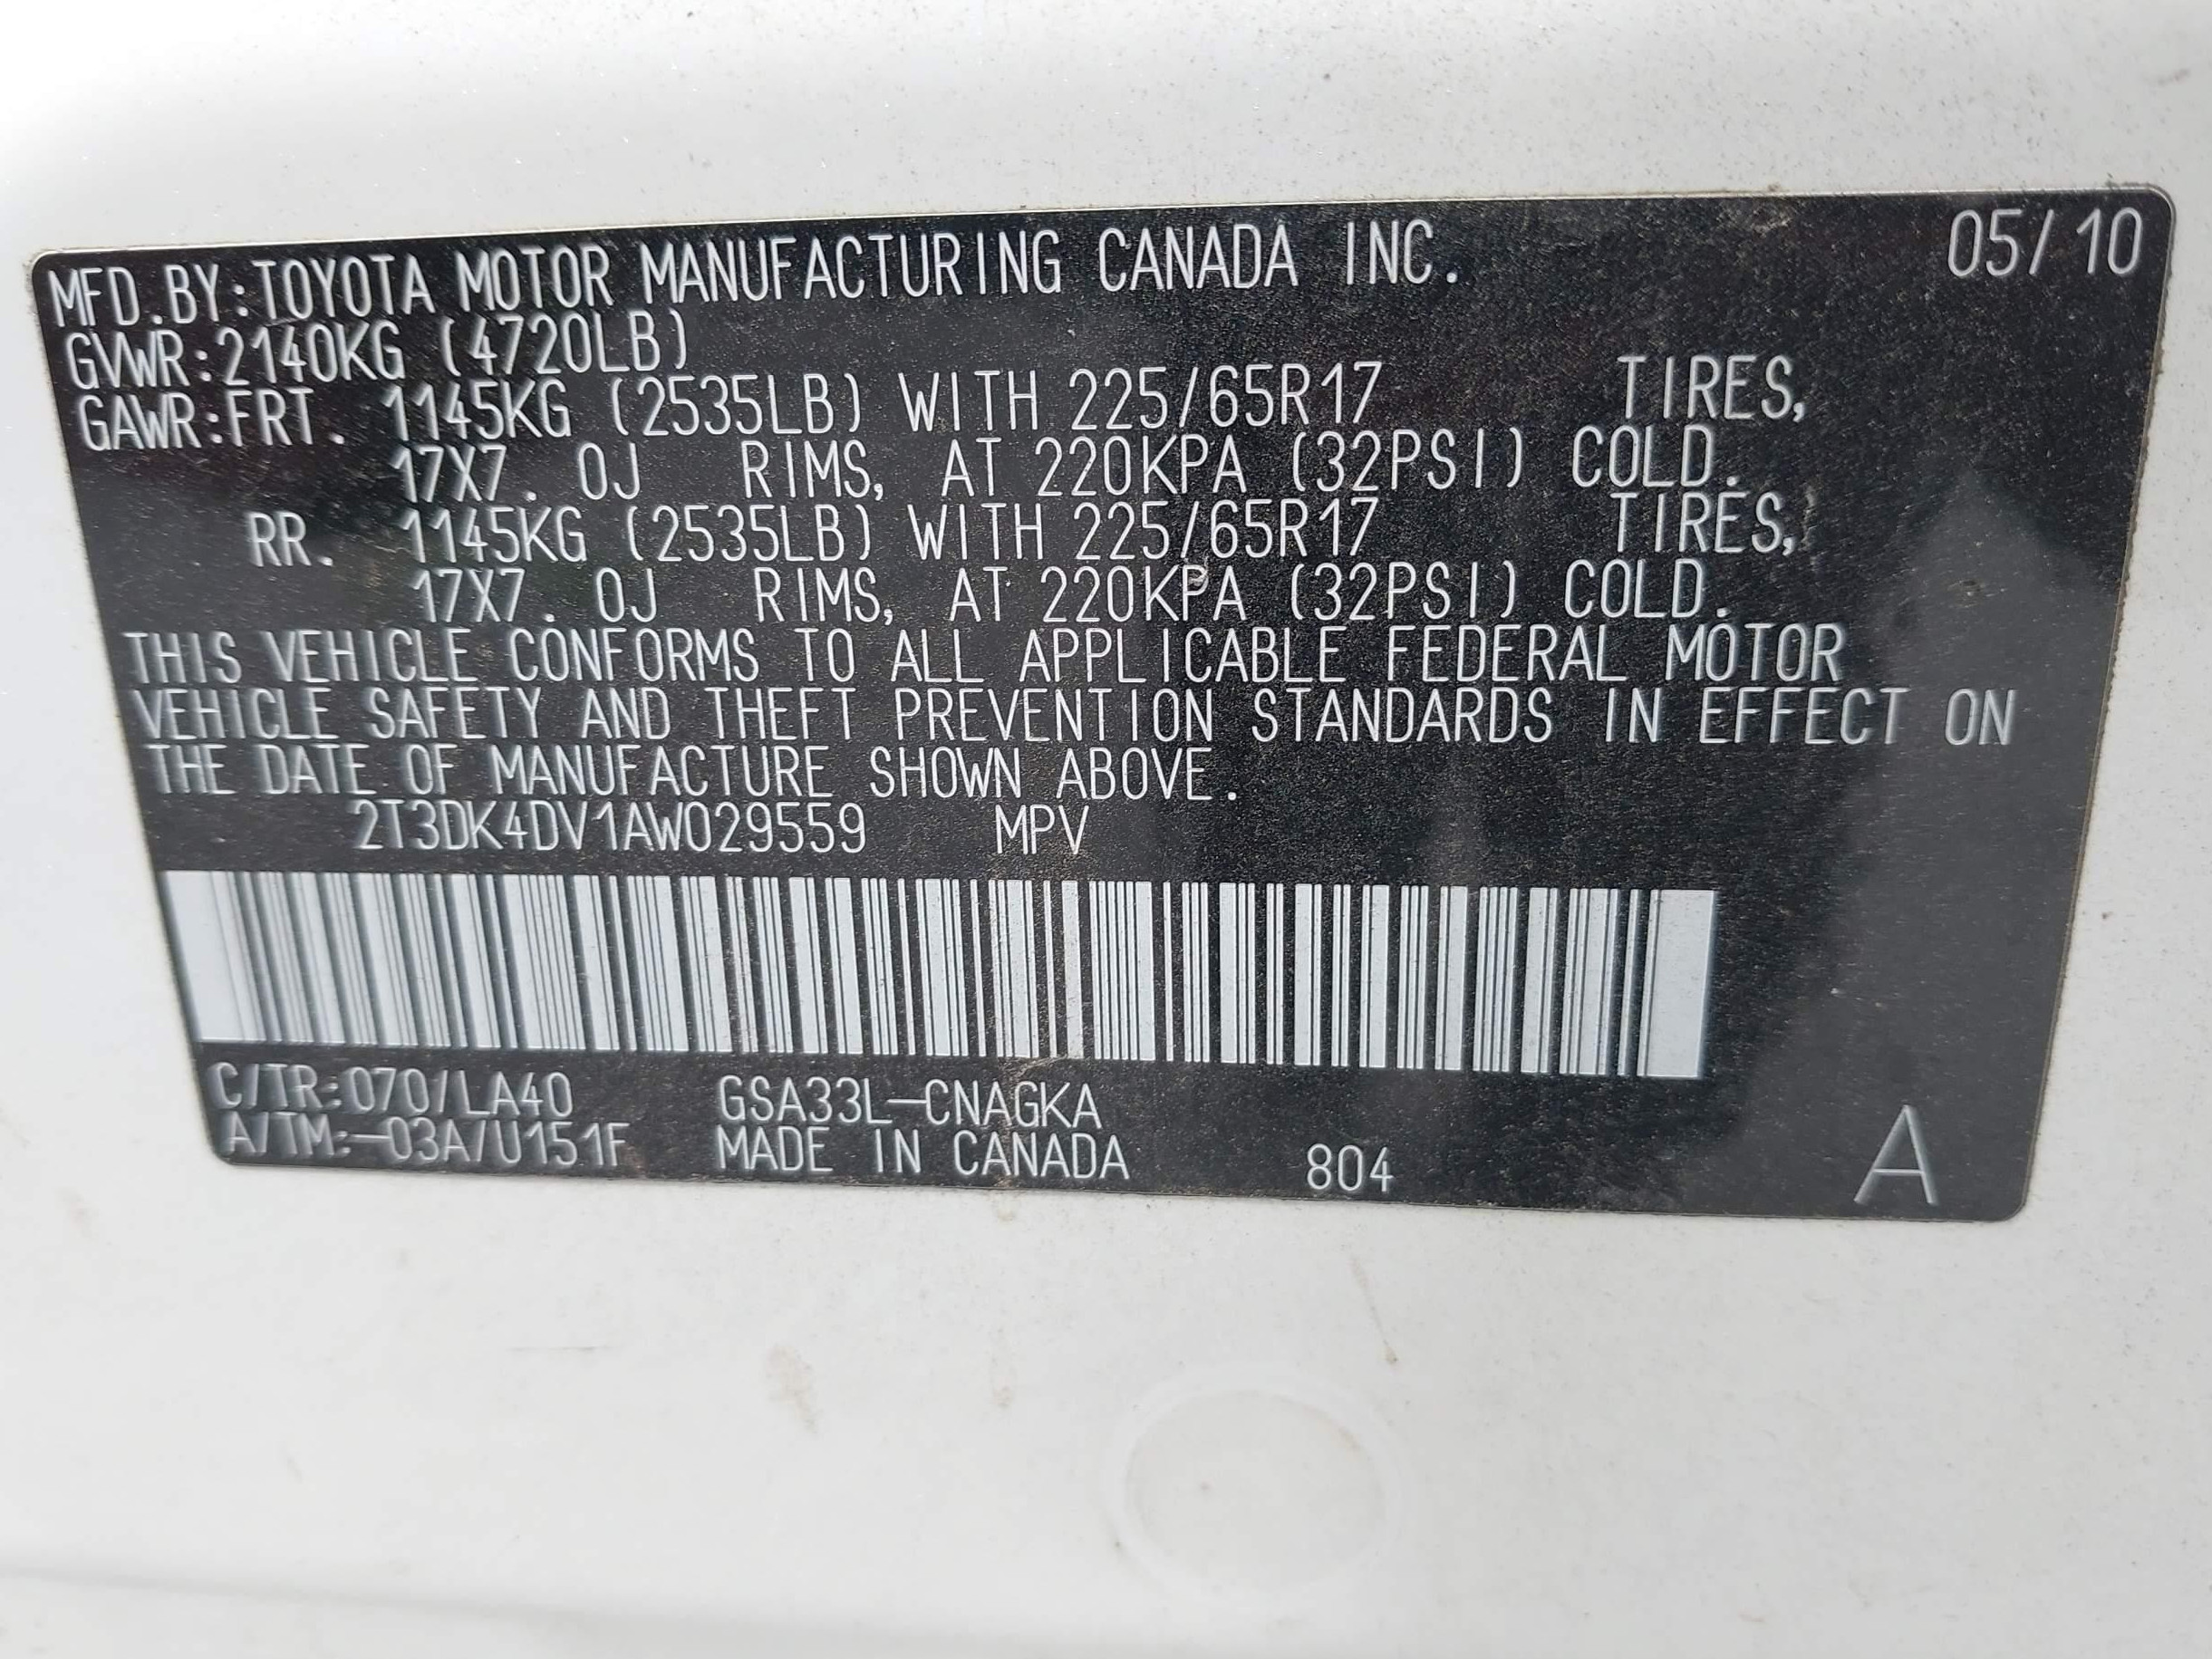 MFD.BY:TOYOTA MOTOR MANUFACTURING CANADA INC. 05/10
GVWR:2140KG (4720LB)
GAWR:FRT. 1145KG (2535LB) WITH 225/65R17 TIRES,
17X7.0J RIMS, AT 220KPA (32PSI) COLD.
RR. 1145KG (2535LB) WITH 225/65R17 TIRES,
17X7.0J RIMS, AT 220KPA (32PSI) COLD.
THIS VEHICLE CONFORMS TO ALL APPLICABLE FEDERAL MOTOR
VEHICLE SAFETY AND THEFT PREVENTION STANDARDS IN EFFECT ON
THE DATE OF MANUFACTURE SHOWN ABOVE.
2T3DK4DV1AW029559 MPV
C/TR:070/LA40 GSA33L-CNAGKA
A/TM:-03A/U151F MADE IN CANADA 804 A